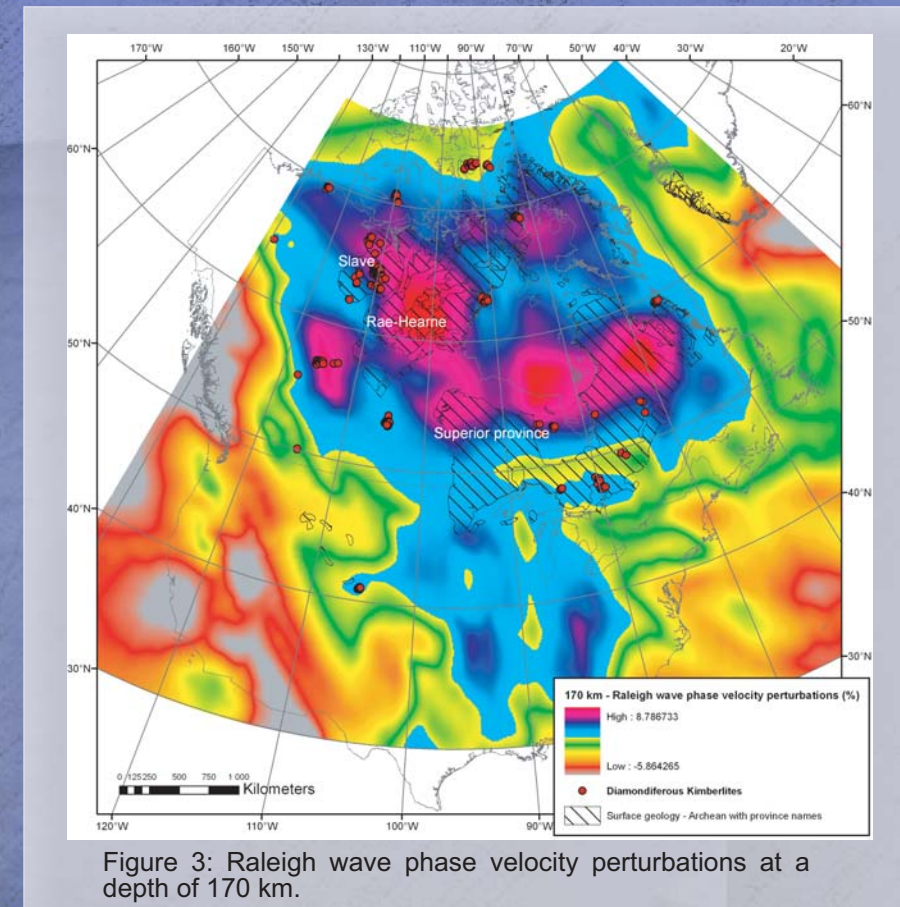 170°W 160°W 150°W 130°W 110°W 90°W 70°W 50°W 40°W 30°W 20°W
60°N
60°N
Slave
Rae-Hearne
50°N
50°N
Superior province
40°N
40°N
30°N
30°N
170 km - Raleigh wave phase velocity perturbations (%)
High : 8.786733
Low : -5.864265
Diamondiferous Kimberlites
Surface geology - Archean with province names
0 125250 500 750 1 000
Kilometers
120°W 110°W 100°W 90°W
Figure 3: Raleigh wave phase velocity perturbations at a
depth of 170 km.